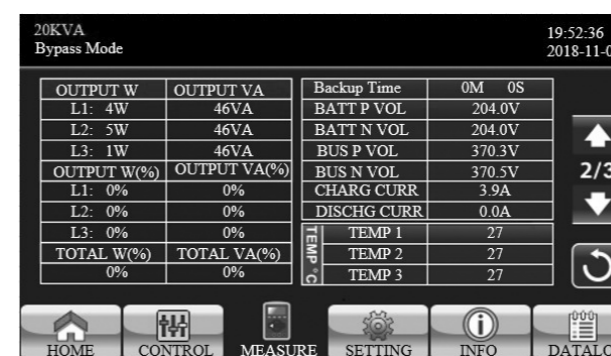 20KVA
Bypass Mode
19:52:36
2018-11-0
OUTPUT W OUTPUT VA
L1: 4W 46VA
L2: 5W 46VA
L3: 1W 46VA
OUTPUT W(%) OUTPUT VA(%)
L1: 0% 0%
L2: 0% 0%
L3: 0% 0%
TOTAL W(%) TOTAL VA(%)
0% 0%
Backup Time 0M 0S
BATT P VOL 204.0V
BATT N VOL 204.0V
BUS P VOL 370.3V
BUS N VOL 370.5V
CHARG CURR 3.9A
DISCHG CURR 0.0A
TEMP °C
TEMP 1 27
TEMP 2 27
TEMP 3 27
2/3
HOME CONTROL MEASURE SETTING INFO DATALO